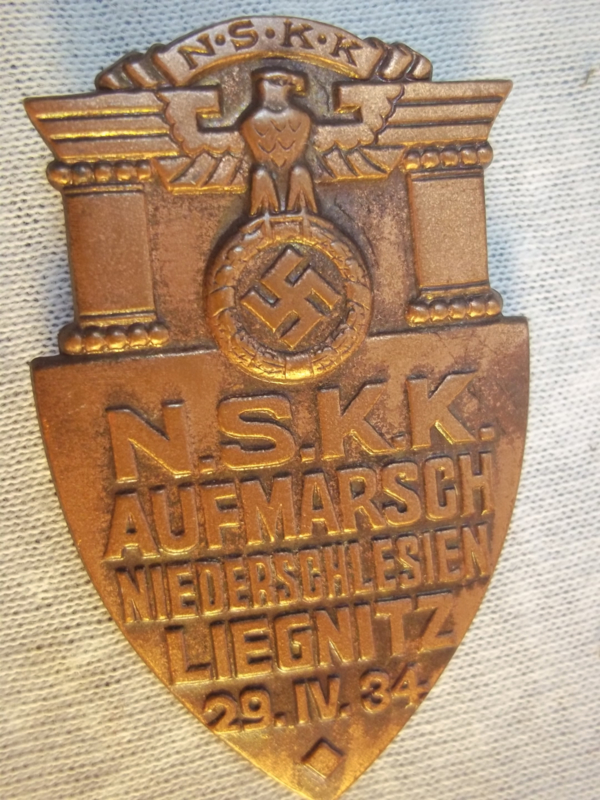 N·S·K·K
N.S.K.K.
AUFMARSCH
NIEDERSCHLESIEN
LIEGNITZ
29. IV. 34